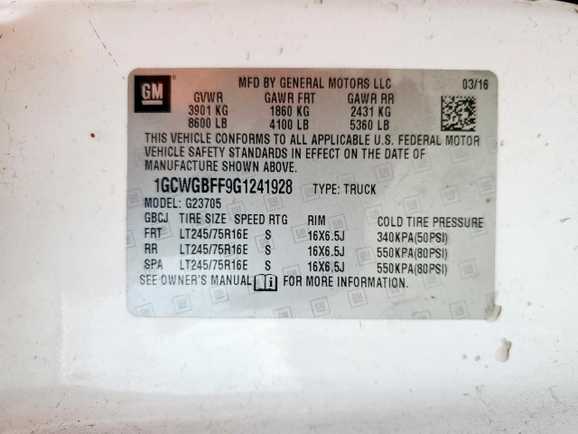 GM
MFD BY GENERAL MOTORS LLC 03/16
GVWR GAWR FRT GAWR RR
3901 KG 1860 KG 2431 KG
8600 LB 4100 LB 5360 LB
THIS VEHICLE CONFORMS TO ALL APPLICABLE U.S. FEDERAL MOTOR
VEHICLE SAFETY STANDARDS IN EFFECT ON THE DATE OF
MANUFACTURE SHOWN ABOVE.
1GCWGBFF9G1241928 TYPE: TRUCK
MODEL: G23705
GBCJ TIRE SIZE SPEED RTG RIM COLD TIRE PRESSURE
FRT LT245/75R16E S 16X6.5J 340KPA(50PSI)
RR LT245/75R16E S 16X6.5J 550KPA(80PSI)
SPA LT245/75R16E S 16X6.5J 550KPA(80PSI)
SEE OWNER'S MANUAL FOR MORE INFORMATION.